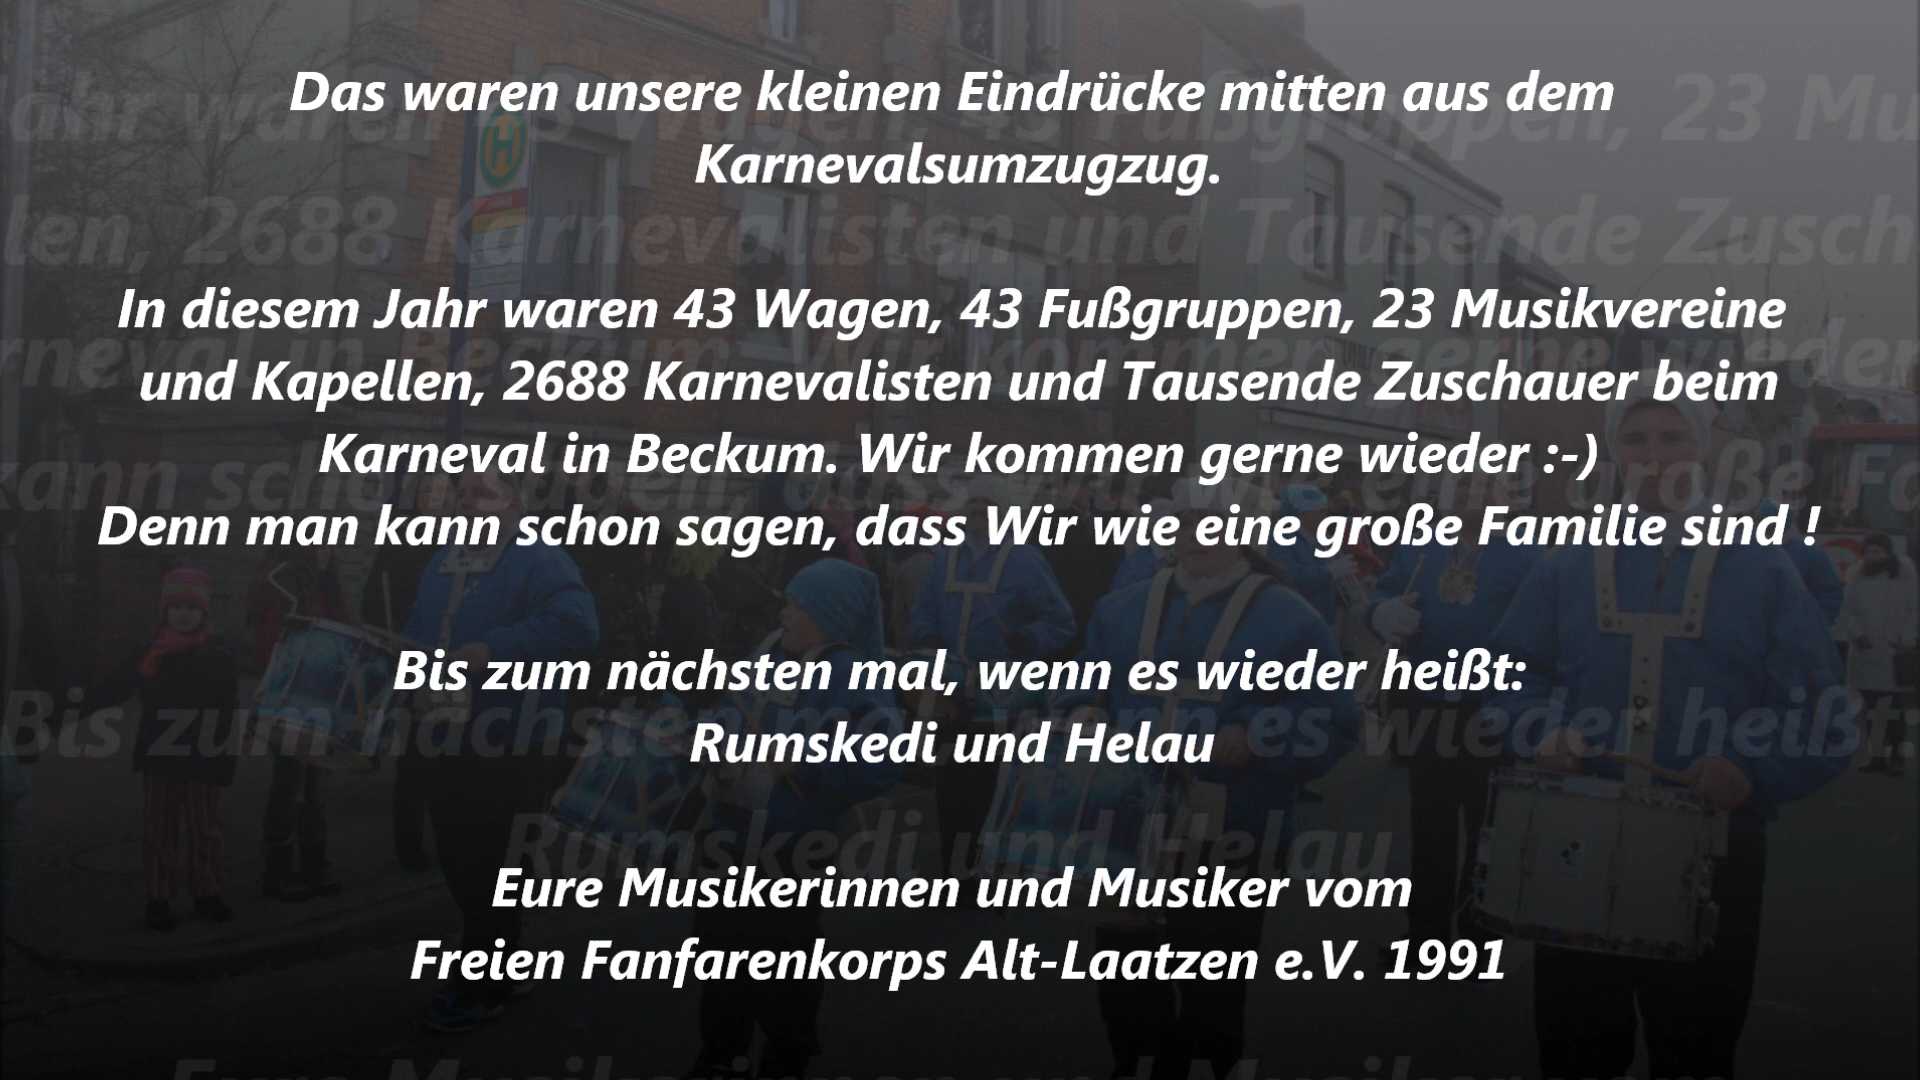 Das waren unsere kleinen Eindrücke mitten aus dem
Karnevalsumzugzug.
In diesem Jahr waren 43 Wagen, 43 Fußgruppen, 23 Musikvereine
und Kapellen, 2688 Karnevalisten und Tausende Zuschauer beim
Karneval in Beckum. Wir kommen gerne wieder :-)
Denn man kann schon sagen, dass Wir wie eine große Familie sind !
Bis zum nächsten mal, wenn es wieder heißt:
Rumskedi und Helau
Eure Musikerinnen und Musiker vom
Freien Fanfarenkorps Alt-Laatzen e.V. 1991